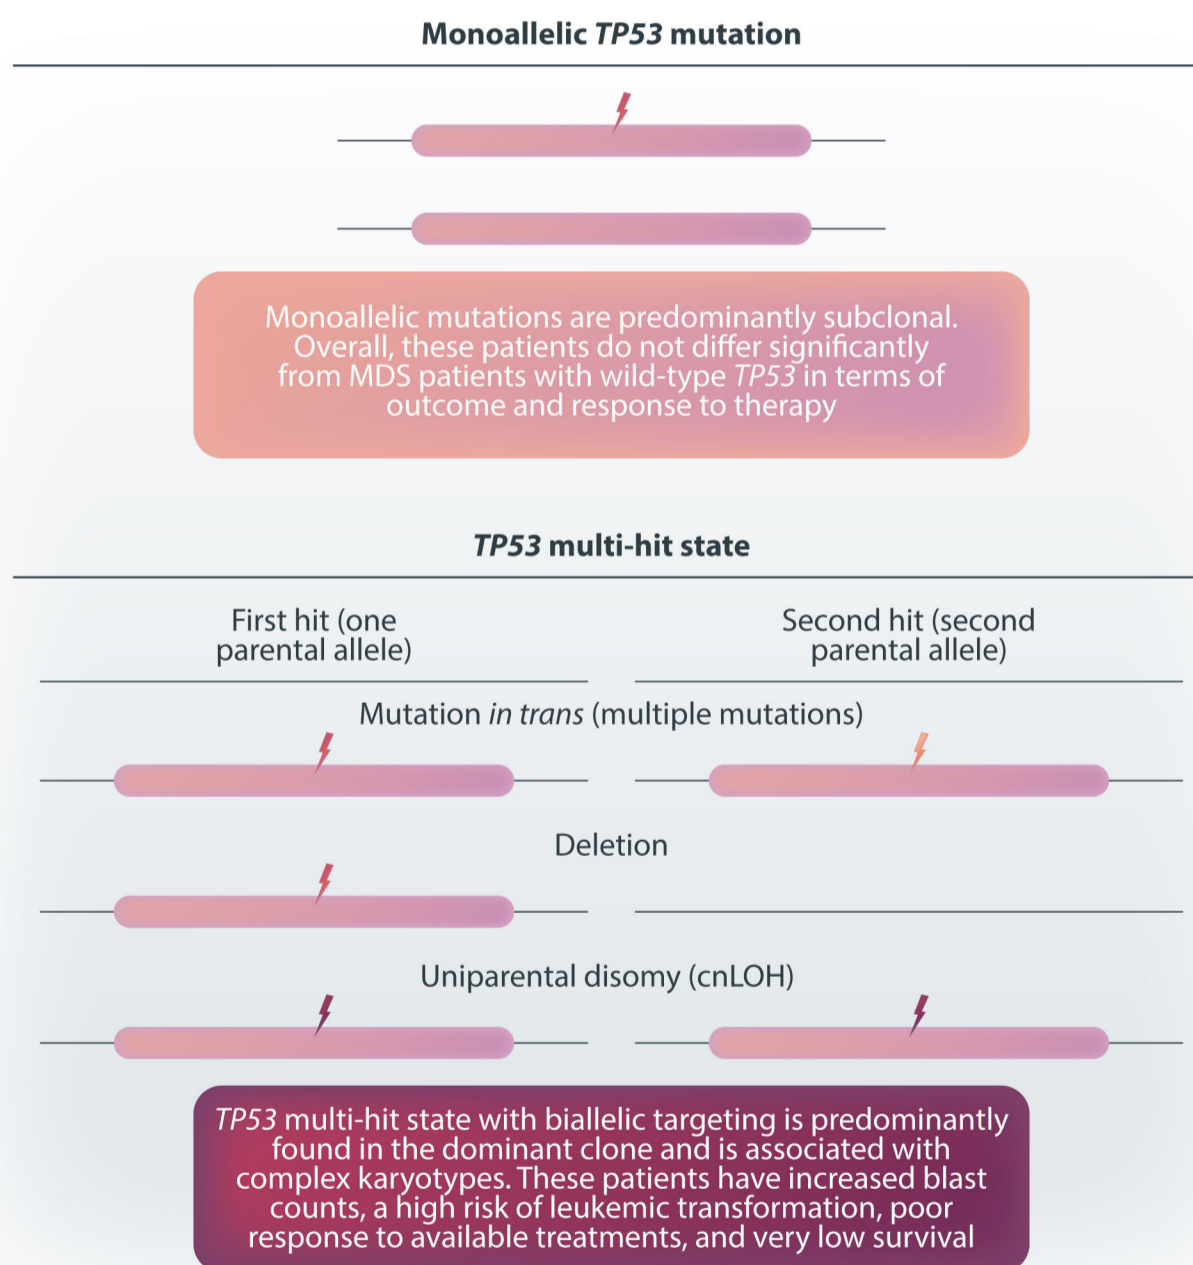 Monoallelic TP53 mutation
Monoallelic mutations are predominantly subclonal.
Overall, these patients do not differ significantly
from MDS patients with wild-type TP53 in terms of
outcome and response to therapy
TP53 multi-hit state
First hit (one
parental allele)
Second hit (second
parental allele)
Mutation in trans (multiple mutations)
Deletion
Uniparental disomy (cnLOH)
TP53 multi-hit state with biallelic targeting is predominantly
found in the dominant clone and is associated with
complex karyotypes. These patients have increased blast
counts, a high risk of leukemic transformation, poor
response to available treatments, and very low survival